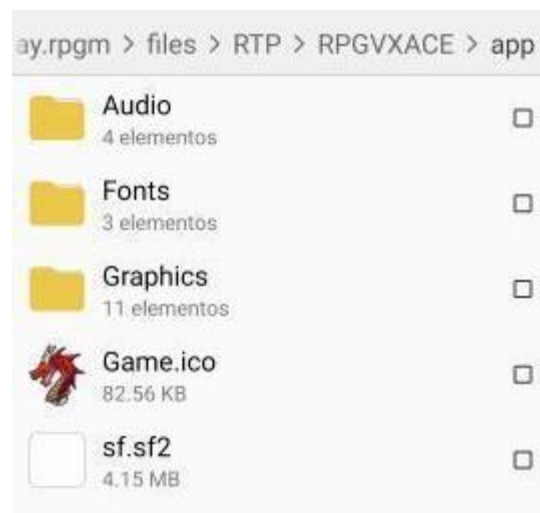 ay.rpgm > files > RTP > RPGVXACE > app
Audio
4 elementos
Fonts
3 elementos
Graphics
11 elementos
Game.ico
82.56 KB
sf.sf2
4.15 MB